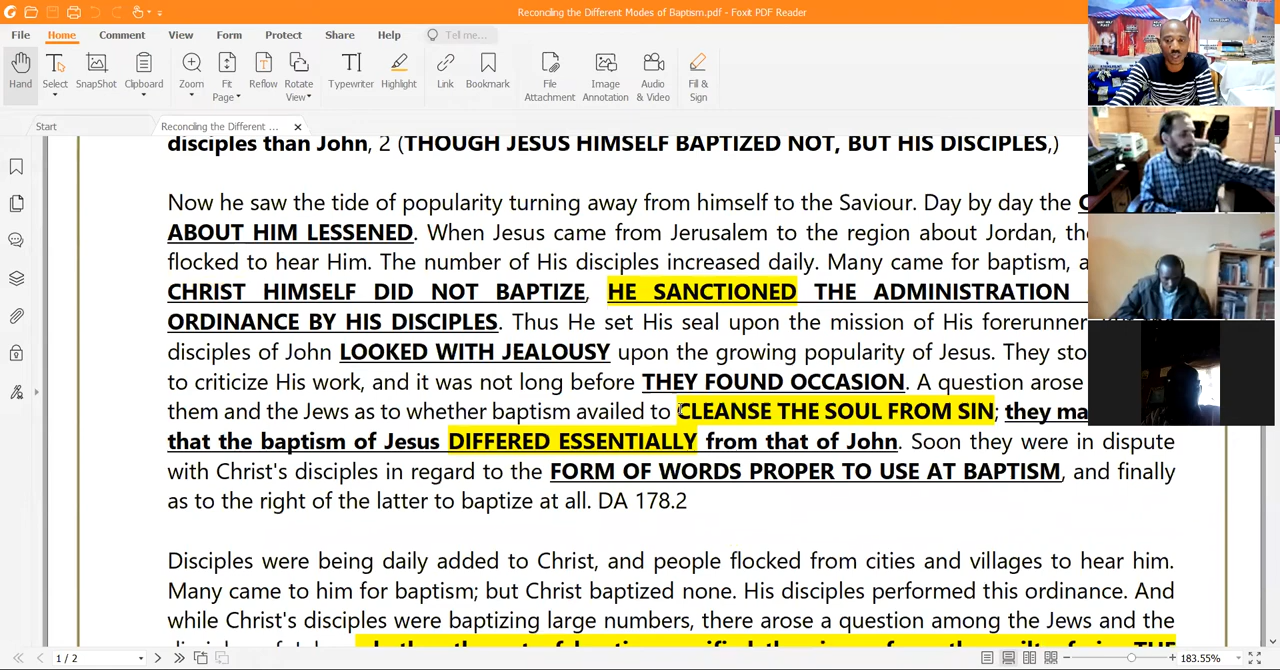 Reconciling the Different Modes of Baptism.pdf - Foxit PDF Reader
File Home Comment View Form Protect Share Help Tell me...
Hand Select SnapShot Clipboard Zoom Fit Page Reflow Rotate View Typewriter Highlight Link Bookmark File Attachment Image Annotation Audio & Video Fill & Sign
Start Reconciling the Different ...
disciples than John, 2 (THOUGH JESUS HIMSELF BAPTIZED NOT, BUT HIS DISCIPLES,)
Now he saw the tide of popularity turning away from himself to the Saviour. Day by day the
ABOUT HIM LESSENED. When Jesus came from Jerusalem to the region about Jordan,
flocked to hear Him. The number of His disciples increased daily. Many came for baptism,
CHRIST HIMSELF DID NOT BAPTIZE, HE SANCTIONED THE ADMINISTRATION
ORDINANCE BY HIS DISCIPLES. Thus He set His seal upon the mission of His forerunner.
disciples of John LOOKED WITH JEALOUSY upon the growing popularity of Jesus. They
to criticize His work, and it was not long before THEY FOUND OCCASION. A question arose
them and the Jews as to whether baptism availed to CLEANSE THE SOUL FROM SIN; they
that the baptism of Jesus DIFFERED ESSENTIALLY from that of John. Soon they were in dispute
with Christ's disciples in regard to the FORM OF WORDS PROPER TO USE AT BAPTISM, and finally
as to the right of the latter to baptize at all. DA 178.2
Disciples were being daily added to Christ, and people flocked from cities and villages to hear him.
Many came to him for baptism; but Christ baptized none. His disciples performed this ordinance. And
while Christ's disciples were baptizing large numbers, there arose a question among the Jews and the
1 / 2 183.55%